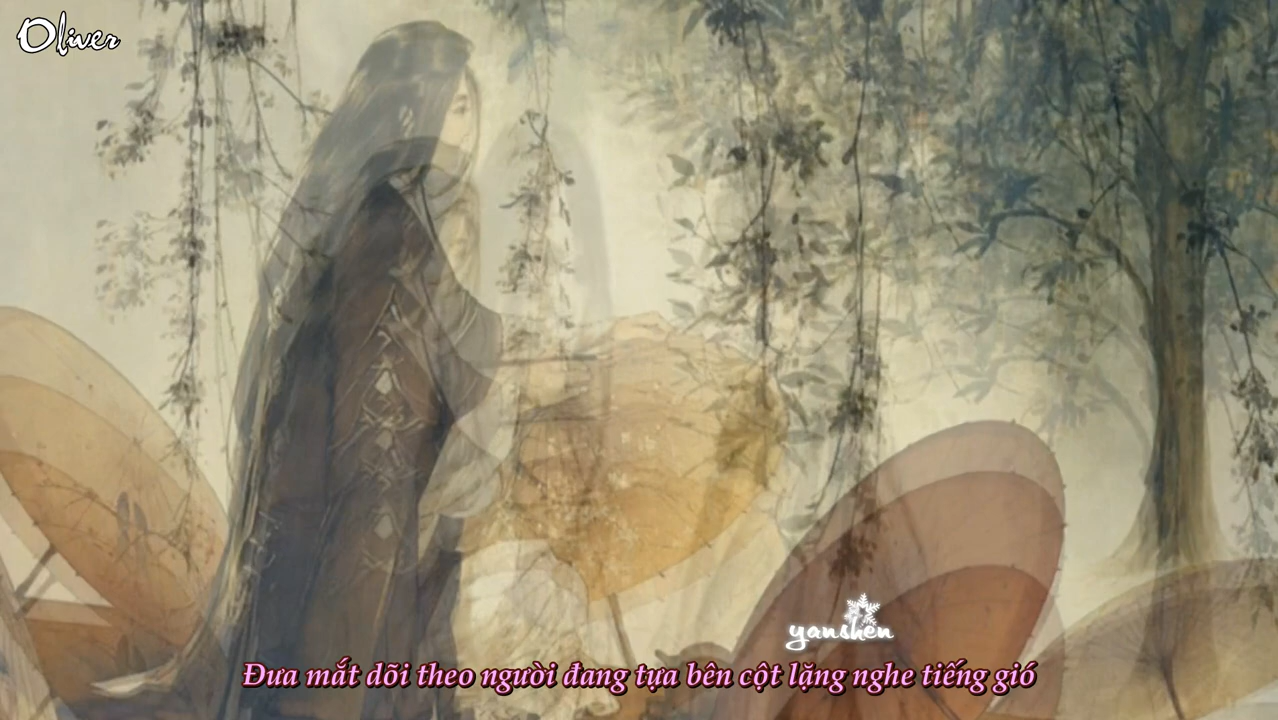 Oliver
yanshen
Đưa mắt dõi theo người đang tựa bên cột lặng nghe tiếng gió